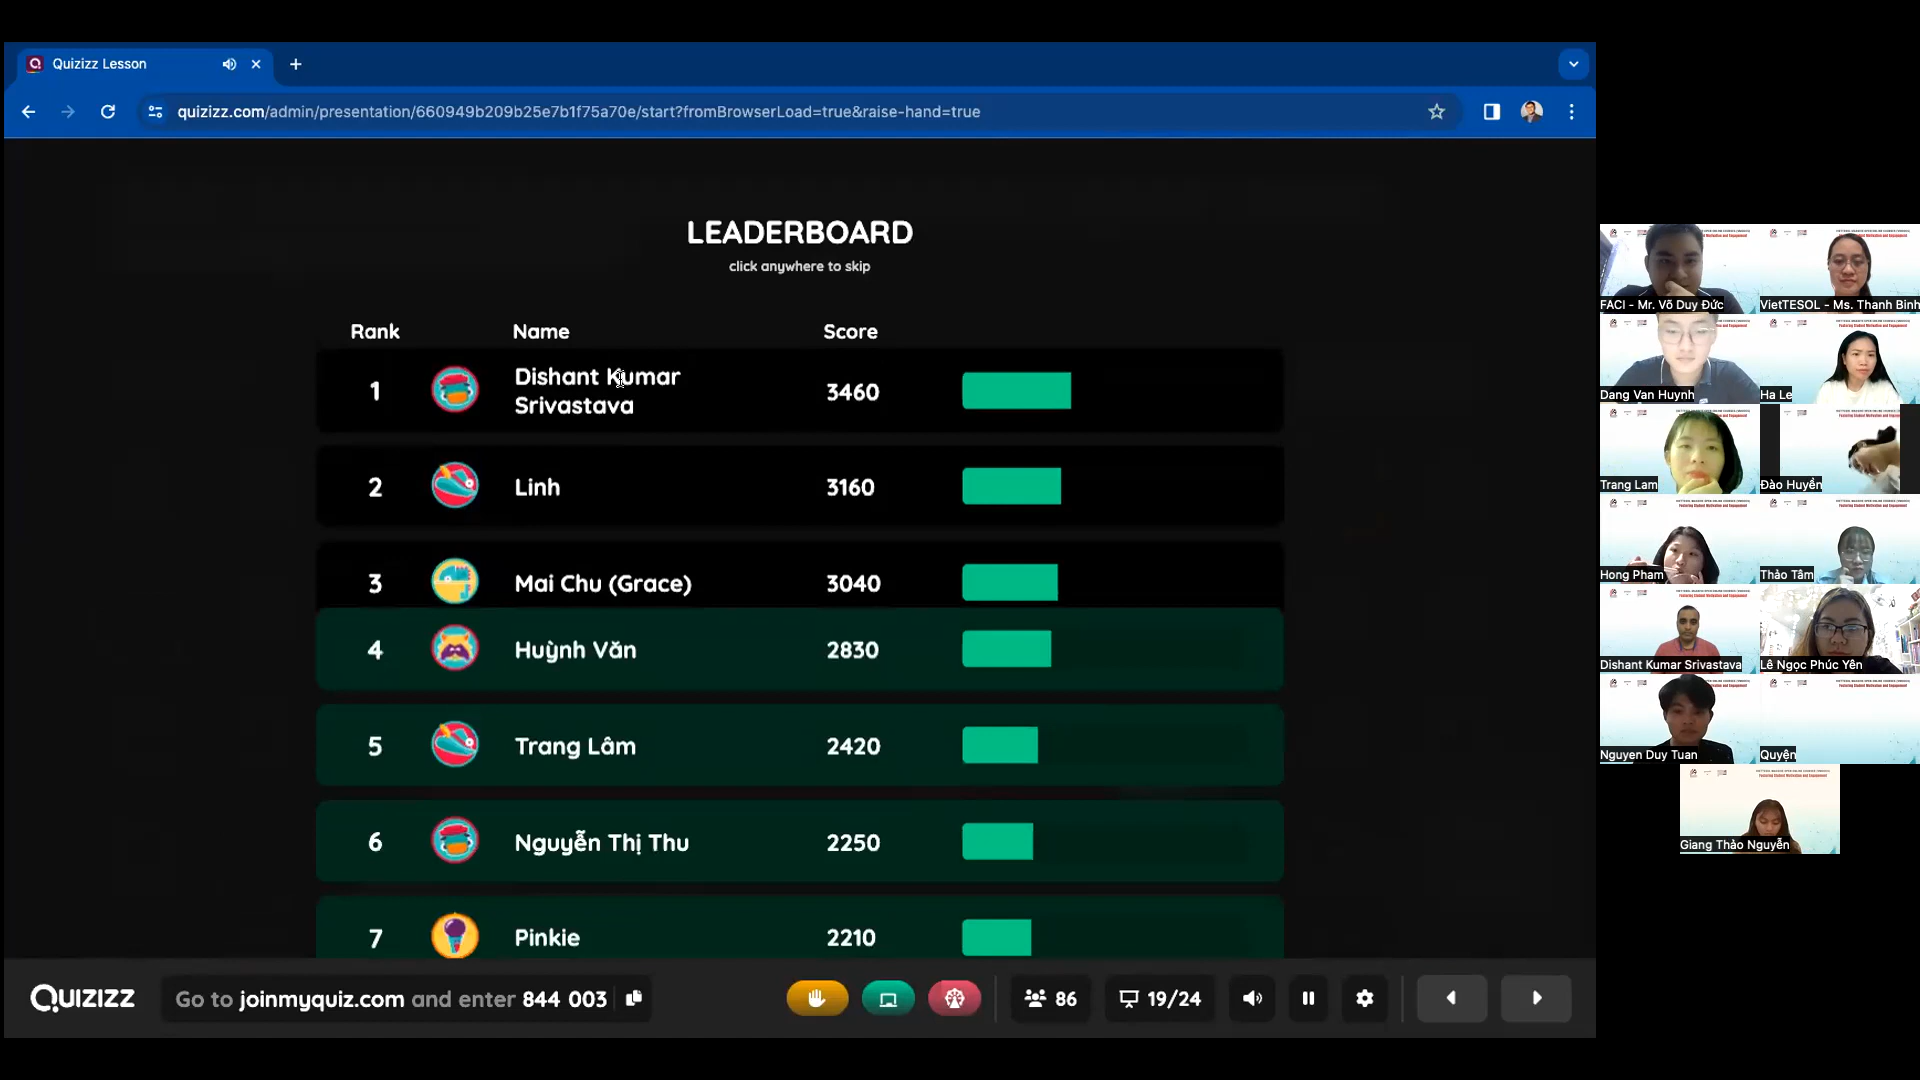 Quizizz Lesson
quizizz.com/admin/presentation/660949b209b25e7b1f75a70e/start?fromBrowserLoad=true&raise-hand=true
LEADERBOARD
click anywhere to skip
Rank Name Score
1 Dishant Kumar Srivastava 3460
2 Linh 3160
3 Mai Chu (Grace) 3040
4 Huỳnh Văn 2830
5 Trang Lâm 2420
6 Nguyễn Thị Thu 2250
7 Pinkie 2210
QUIZIZZ
Go to joinmyquiz.com and enter 844 003
86
19/24
FACI - Mr. Võ Duy Đức
VietTESOL - Ms. Thanh Bình
Dang Van Huynh
Ha Le
Trang Lam
Đào Huyền
Hong Pham
Thảo Tâm
Dishant Kumar Srivastava
Lê Ngọc Phúc Yên
Nguyen Duy Tuan
Quyện
Giang Thảo Nguyễn